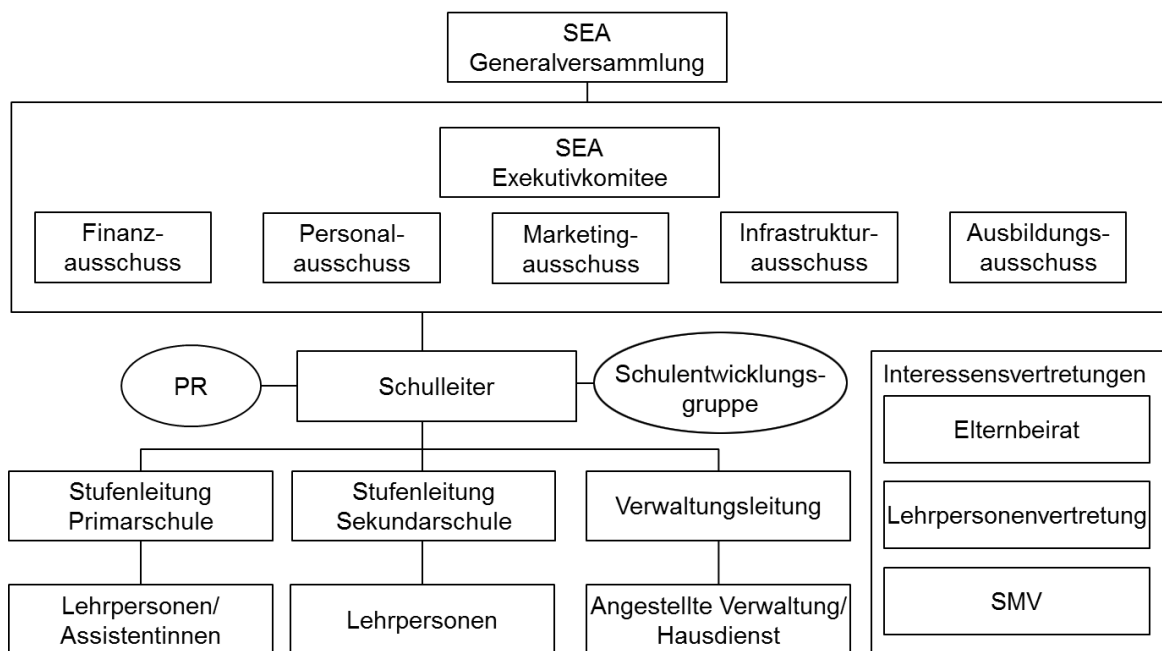 SEA
Generalversammlung
SEA
Exekutivkomitee
Finanz-
ausschuss
Personal-
ausschuss
Marketing-
ausschuss
Infrastruktur-
ausschuss
Ausbildungs-
ausschuss
PR
Schulleiter
Schulentwicklungs-
gruppe
Stufenleitung
Primarschule
Stufenleitung
Sekundarschule
Verwaltungsleitung
Lehrpersonen/
Assistentinnen
Lehrpersonen
Angestellte Verwaltung/
Hausdienst
Interessensvertretungen
Elternbeirat
Lehrpersonenvertretung
SMV